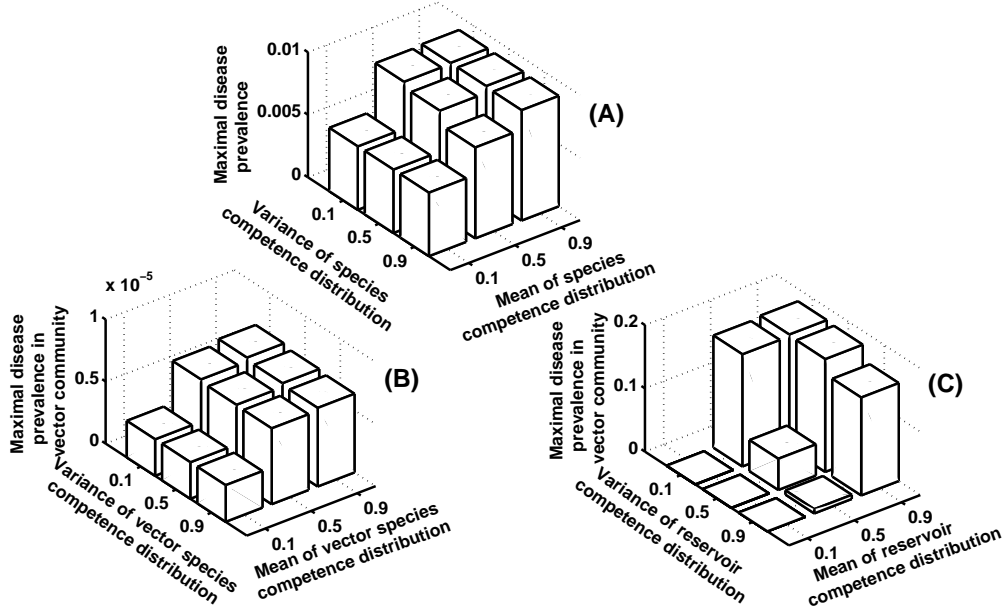 Maximal disease
prevalence
0.01
0.005
0
0.1
0.5
0.9
Variance of species
competence distribution
0.1
0.5
0.9
Mean of species
competence distribution
(A)
x 10⁻⁵
Maximal disease
prevalence in
vector community
1
0.5
0
0.1
0.5
0.9
Variance of vector species
competence distribution
0.1
0.5
0.9
Mean of vector species
competence distribution
(B)
Maximal disease
prevalence in
vector community
0.2
0.1
0
0.1
0.5
0.9
Variance of reservoir
competence distribution
0.1
0.5
0.9
Mean of reservoir
competence distribution
(C)